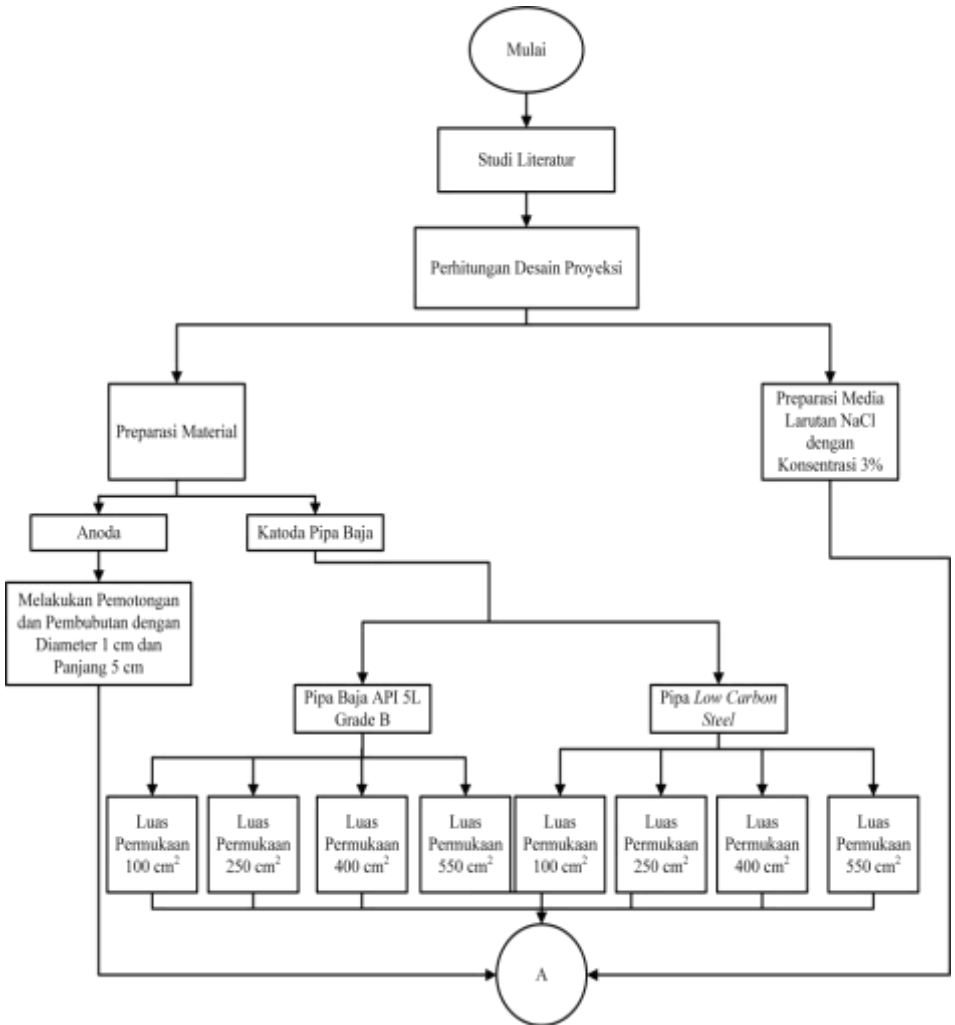 Mulai
Studi Literatur
Perhitungan Desain Proyeksi
Preparasi Material
Preparasi Media
Larutan NaCl
dengan
Konsentrasi 3%
Anoda
Katoda Pipa Baja
Melakukan Pemotongan
dan Pembubutan dengan
Diameter 1 cm dan
Panjang 5 cm
Pipa Baja API 5L
Grade B
Pipa Low Carbon
Steel
Luas
Permukaan
100 cm²
Luas
Permukaan
250 cm²
Luas
Permukaan
400 cm²
Luas
Permukaan
550 cm²
Luas
Permukaan
100 cm²
Luas
Permukaan
250 cm²
Luas
Permukaan
400 cm²
Luas
Permukaan
550 cm²
A